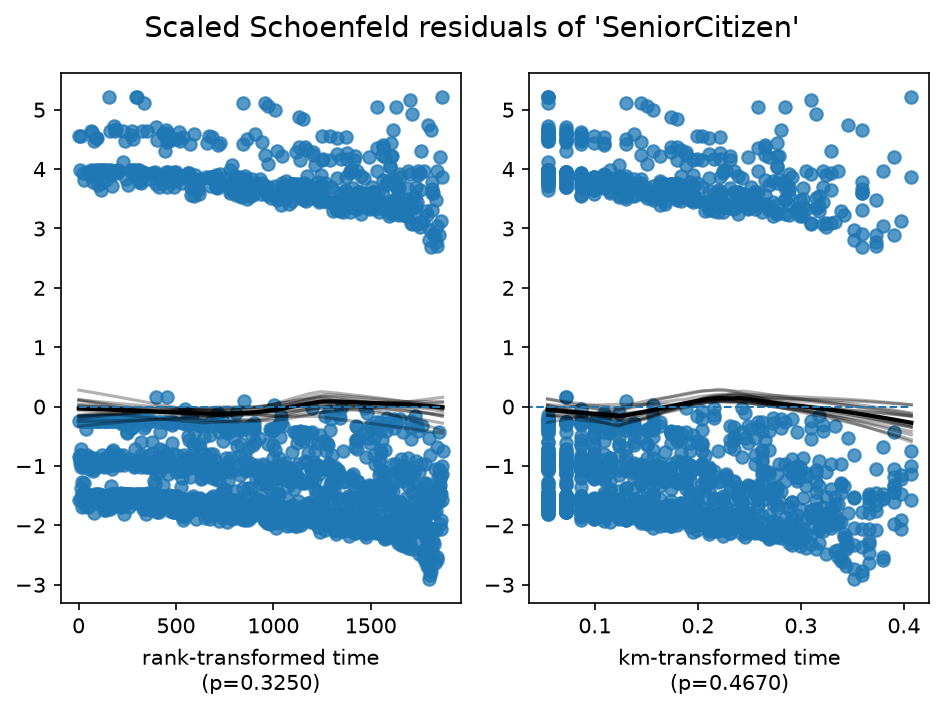 Scaled Schoenfeld residuals of 'SeniorCitizen'
5
4
3
2
1
0
−1
−2
−3
0 500 1000 1500
rank-transformed time
(p=0.3250)
5
4
3
2
1
0
−1
−2
−3
0.1 0.2 0.3 0.4
km-transformed time
(p=0.4670)